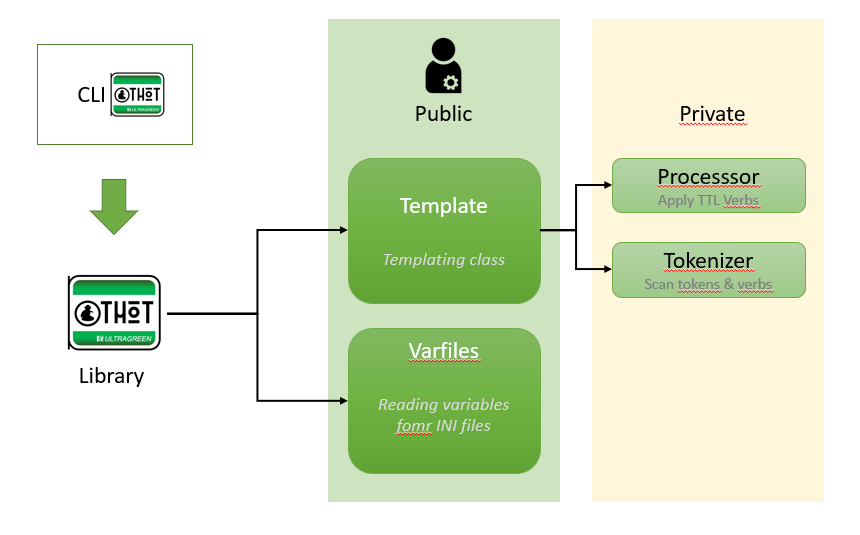 CLI
THOT
ULTRAGREEN
THOT
ULTRAGREEN
Library
Public
Template
Templating class
Varfiles
Reading variables
fomr INI files
Private
Processsor
Apply TTL Verbs
Tokenizer
Scan tokens & verbs